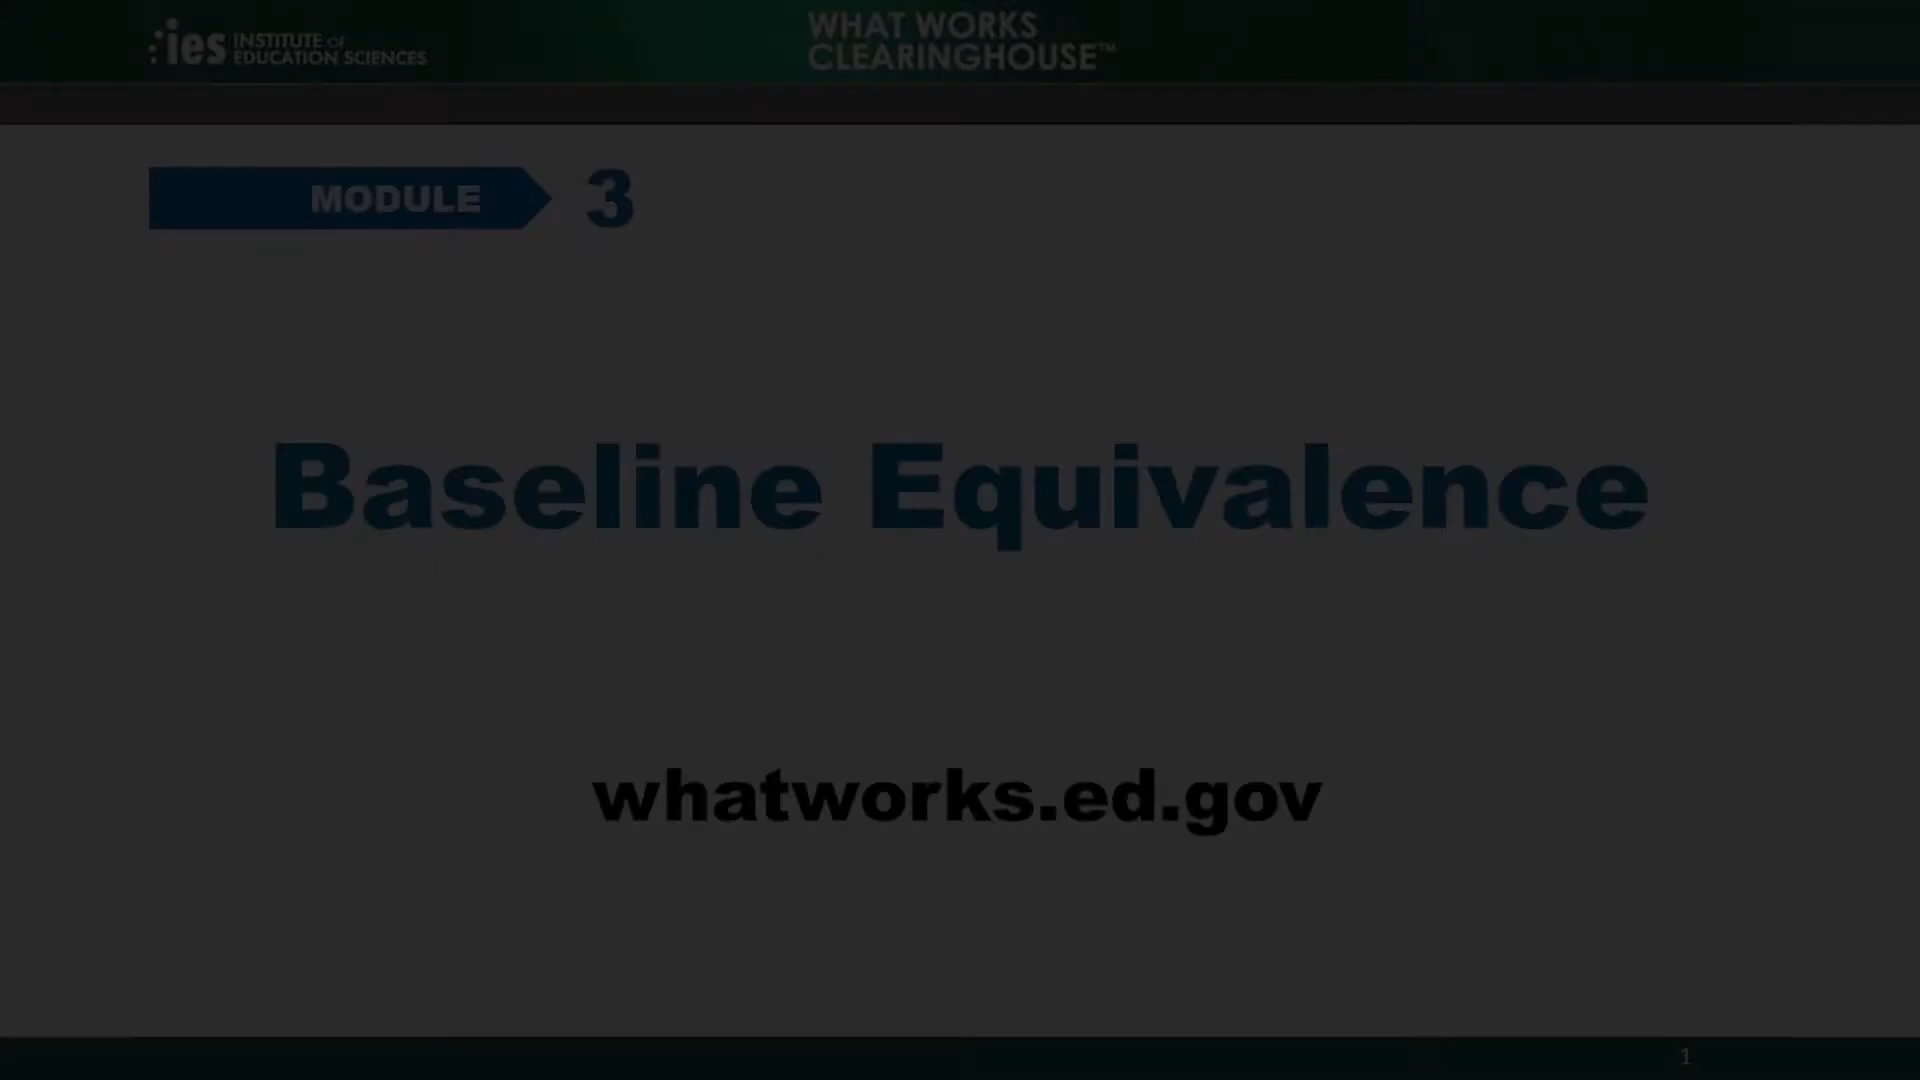 ies INSTITUTE OF
EDUCATION SCIENCES
WHAT WORKS
CLEARINGHOUSE™
MODULE 3
Baseline Equivalence
whatworks.ed.gov
1